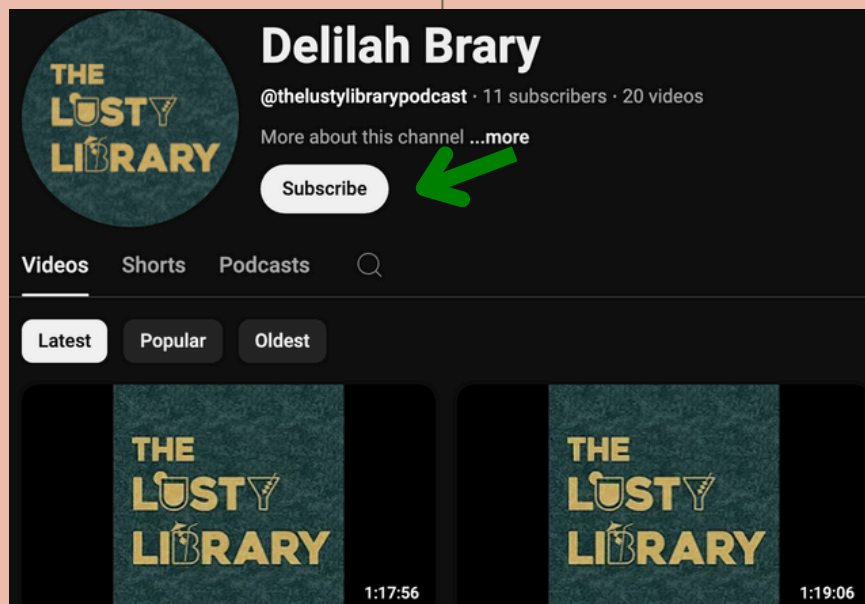 THE
LUSTY
LIBRARY
Delilah Brary
@thelustylibrarypodcast · 11 subscribers · 20 videos
More about this channel ...more
Subscribe
Videos Shorts Podcasts
Latest Popular Oldest
THE
LUSTY
LIBRARY
1:17:56
THE
LUSTY
LIBRARY
1:19:06